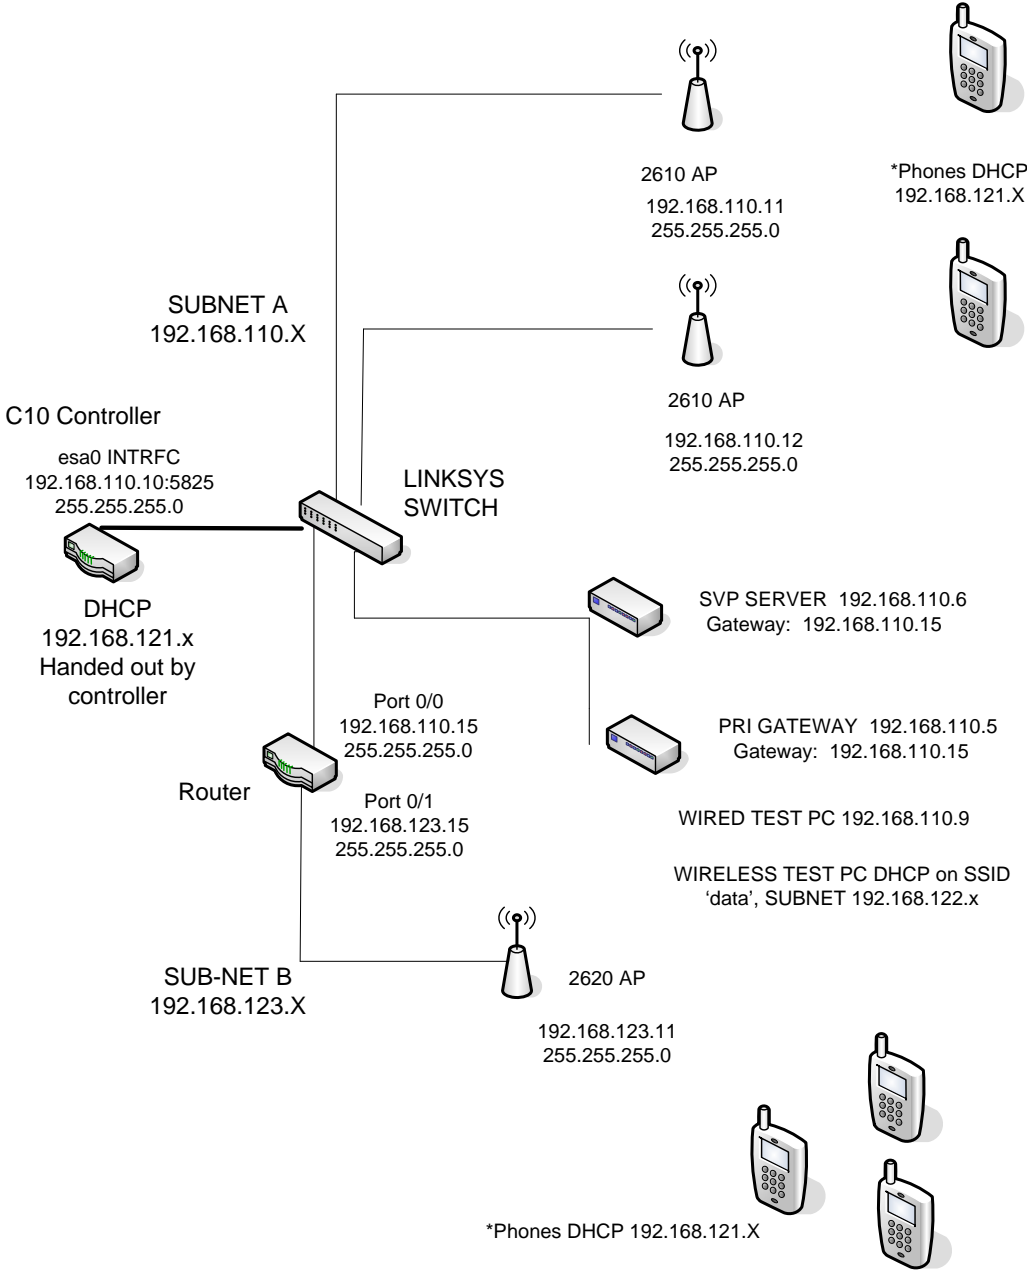 2610 AP
192.168.110.11
255.255.255.0
*Phones DHCP
192.168.121.X
SUBNET A
192.168.110.X
2610 AP
192.168.110.12
255.255.255.0
C10 Controller
esa0 INTRFC
192.168.110.10:5825
255.255.255.0
LINKSYS
SWITCH
DHCP
192.168.121.x
Handed out by
controller
SVP SERVER 192.168.110.6
Gateway: 192.168.110.15
Port 0/0
192.168.110.15
255.255.255.0
PRI GATEWAY 192.168.110.5
Gateway: 192.168.110.15
Router
Port 0/1
192.168.123.15
255.255.255.0
WIRED TEST PC 192.168.110.9
WIRELESS TEST PC DHCP on SSID
‘data’, SUBNET 192.168.122.x
SUB-NET B
192.168.123.X
2620 AP
192.168.123.11
255.255.255.0
*Phones DHCP 192.168.121.X